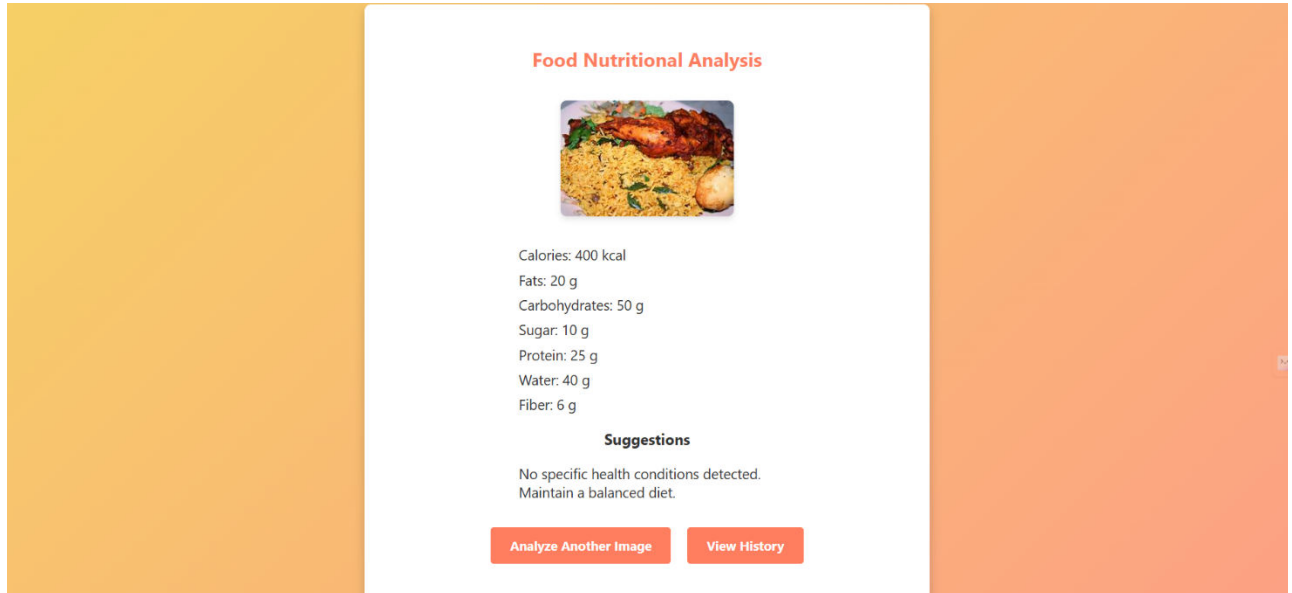 Food Nutritional Analysis
Calories: 400 kcal
Fats: 20 g
Carbohydrates: 50 g
Sugar: 10 g
Protein: 25 g
Water: 40 g
Fiber: 6 g
Suggestions
No specific health conditions detected.
Maintain a balanced diet.
Analyze Another Image
View History